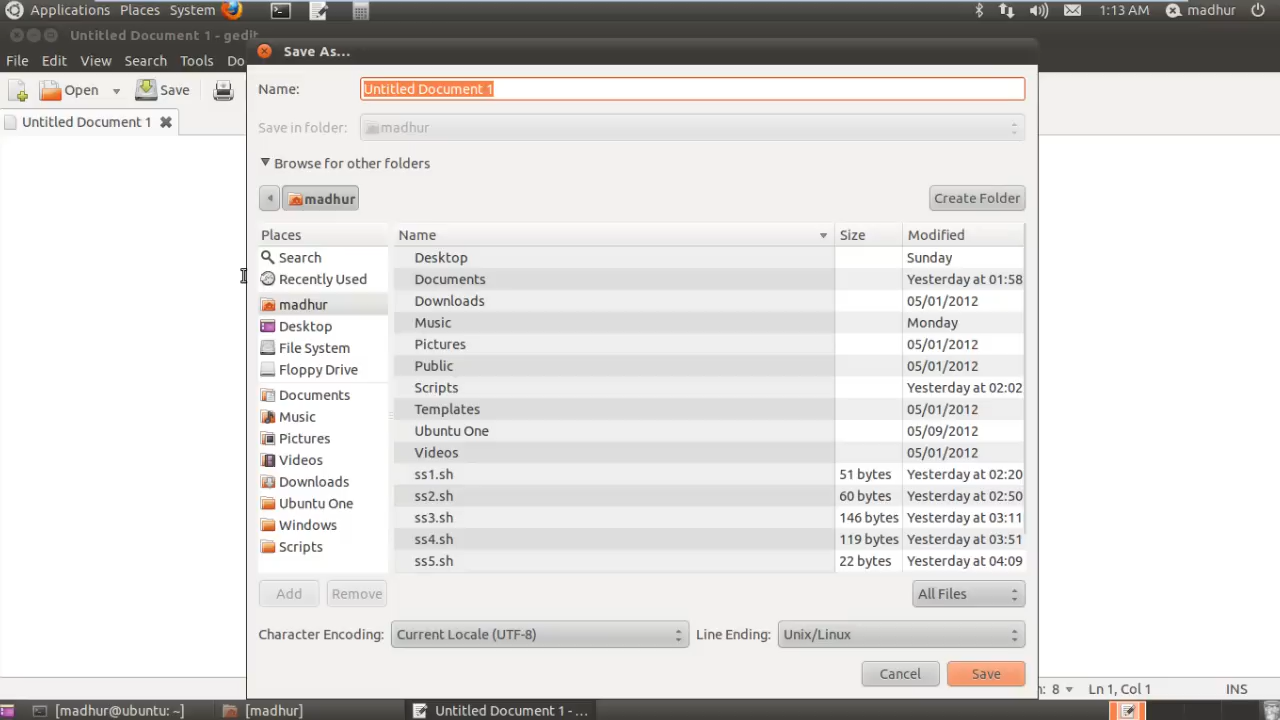 Applications Places System 1:13 AM madhur
Untitled Document 1 - gedit
Save As...
File Edit View Search Tools Do
Name: Untitled Document 1
Open Save
Untitled Document 1
Save in folder: madhur
Browse for other folders
madhur Create Folder
Places Name Size Modified
Search Desktop Sunday
Recently Used Documents Yesterday at 01:58
madhur Downloads 05/01/2012
Desktop Music Monday
File System Pictures 05/01/2012
Floppy Drive Public 05/01/2012
Documents Scripts Yesterday at 02:02
Music Templates 05/01/2012
Pictures Ubuntu One 05/09/2012
Videos Videos 05/01/2012
Downloads ss1.sh 51 bytes Yesterday at 02:20
Ubuntu One ss2.sh 60 bytes Yesterday at 02:50
Windows ss3.sh 146 bytes Yesterday at 03:11
Scripts ss4.sh 119 bytes Yesterday at 03:51
ss5.sh 22 bytes Yesterday at 04:09
Add Remove All Files
Character Encoding: Current Locale (UTF-8) Line Ending: Unix/Linux
Cancel Save
h: 8 Ln 1, Col 1 INS
[madhur@ubuntu: ~] [madhur] Untitled Document 1 - ...